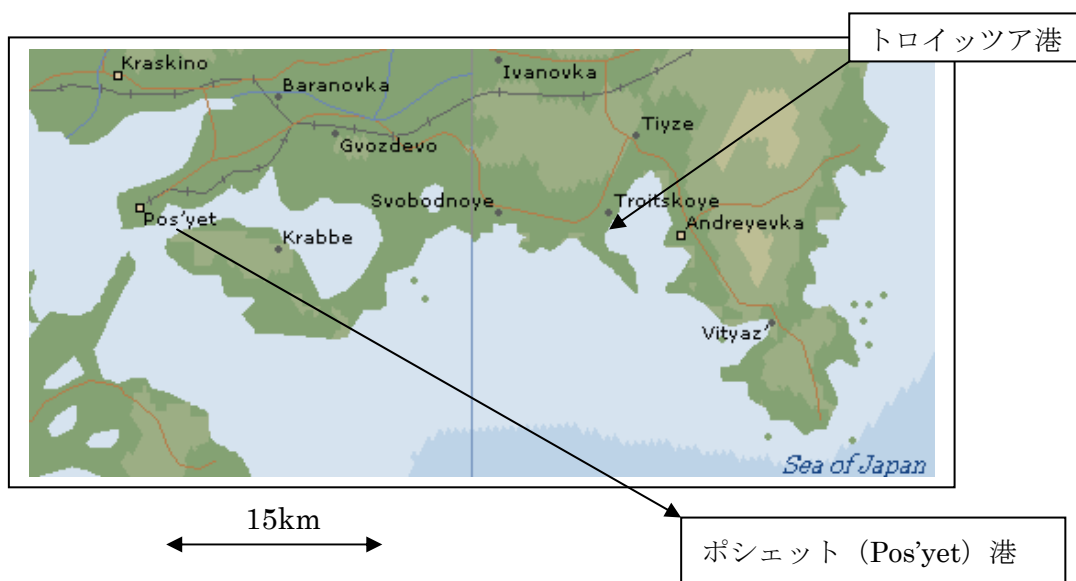 トロイッツア港
Kraskino
Ivanovka
Baranovka
Tiyze
Gvozdevo
Svobodnoye
Troitskoye
Pos'yet
Andreyevka
Krabbe
Vityaz'
Sea of Japan
15km
ポシェット（Pos'yet）港